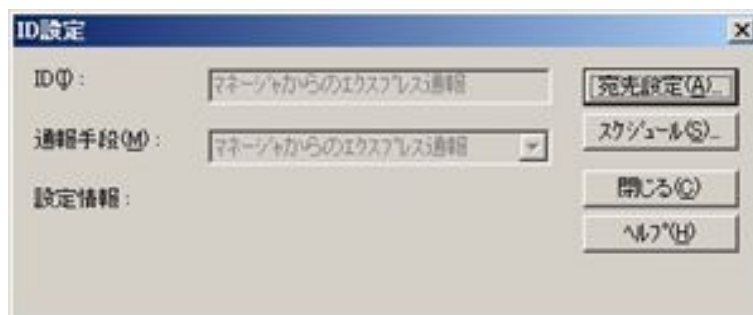 ID設定
ID(I):
マネージャからのエクスプレス通報
宛先設定(A)...
通報手段(M):
マネージャからのエクスプレス通報
スケジュール(S)...
設定情報:
閉じる(C)
ヘルプ(H)